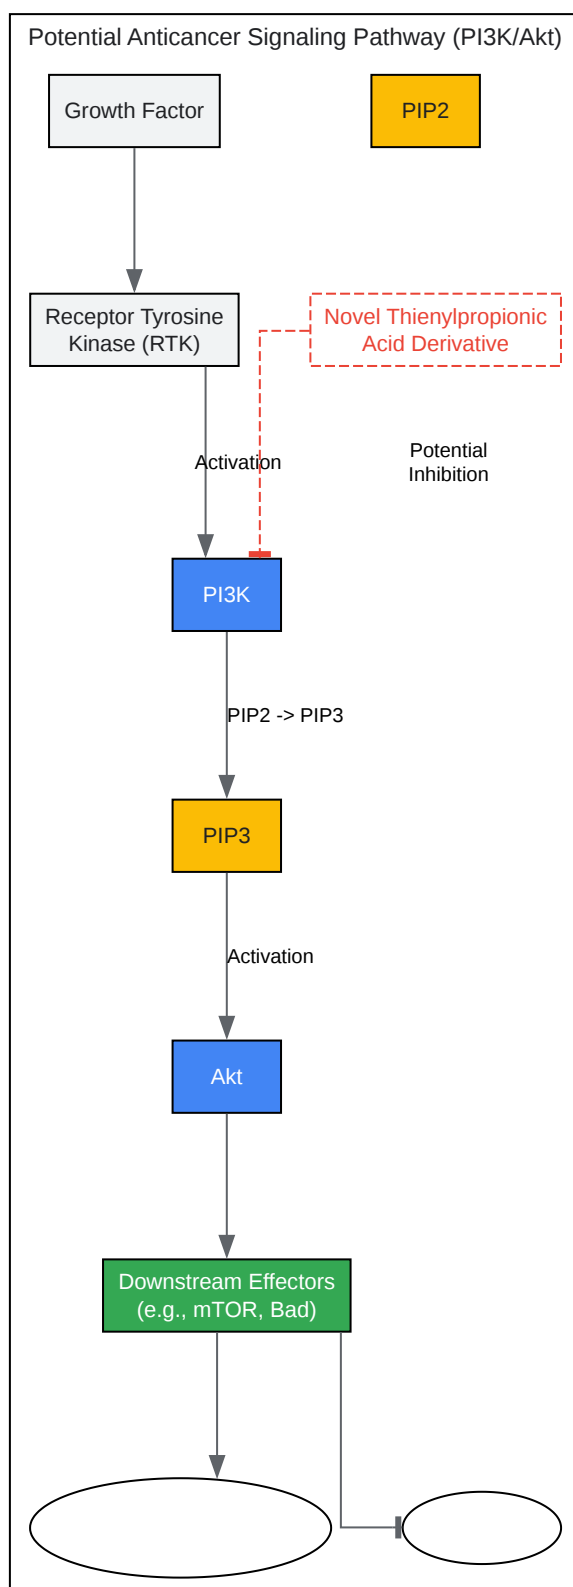 Potential Anticancer Signaling Pathway (PI3K/Akt)
Growth Factor
PIP2
Receptor Tyrosine
Kinase (RTK)
Novel Thienylpropionic
Acid Derivative
Activation
Potential
Inhibition
PI3K
PIP2 -> PIP3
PIP3
Activation
Akt
Downstream Effectors
(e.g., mTOR, Bad)